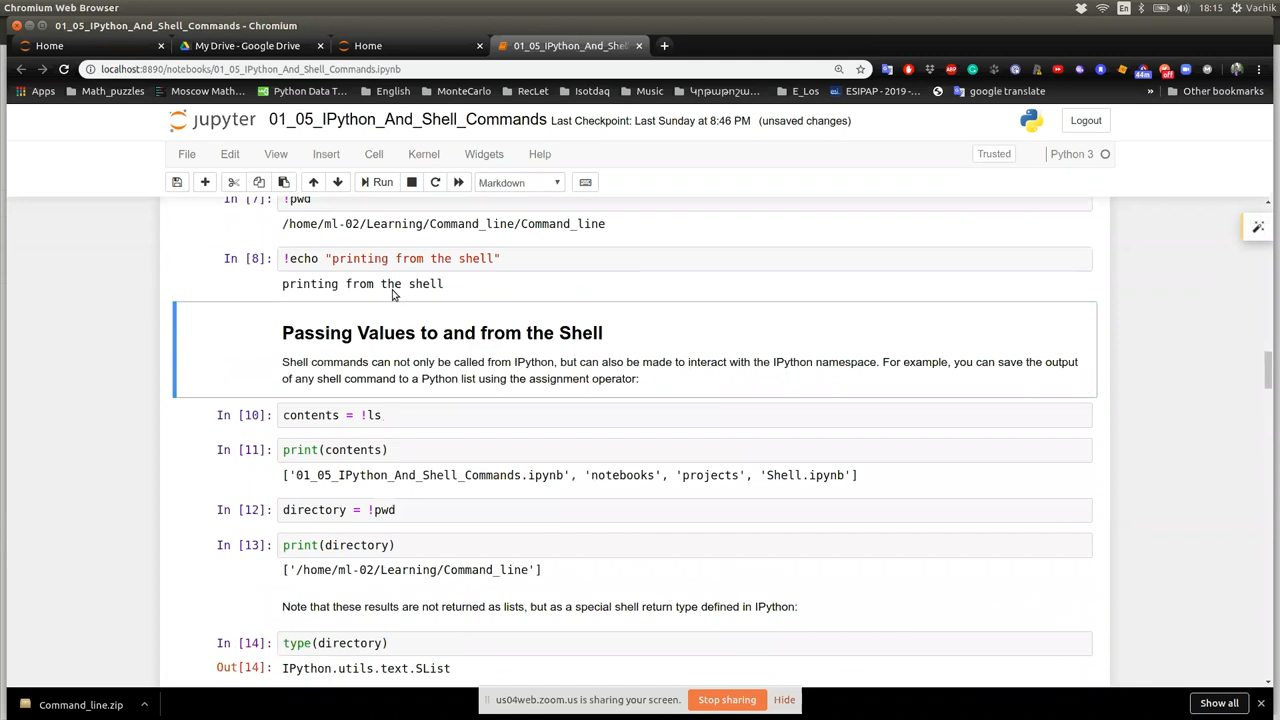 Chromium Web Browser
En
18:15
Vachik
01_05_IPython_And_Shell_Commands - Chromium
Home
My Drive - Google Drive
Home
01_05_IPython_And_Shel
localhost:8890/notebooks/01_05_IPython_And_Shell_Commands.ipynb
44m
off
Apps
Math_puzzles
Moscow Math...
Python Data T...
English
MonteCarlo
RecLet
Isotdaq
Music
E_Los
ESIPAP - 2019 -...
google translate
»
Other bookmarks
jupyter
01_05_IPython_And_Shell_Commands Last Checkpoint: Last Sunday at 8:46 PM (unsaved changes)
Logout
File
Edit
View
Insert
Cell
Kernel
Widgets
Help
Trusted
Python 3
Run
Markdown
In [7]: !pwd
/home/ml-02/Learning/Command_line/Command_line
In [8]: !echo "printing from the shell"
printing from the shell
Passing Values to and from the Shell
Shell commands can not only be called from IPython, but can also be made to interact with the IPython namespace. For example, you can save the output
of any shell command to a Python list using the assignment operator:
In [10]: contents = !ls
In [11]: print(contents)
['01_05_IPython_And_Shell_Commands.ipynb', 'notebooks', 'projects', 'Shell.ipynb']
In [12]: directory = !pwd
In [13]: print(directory)
['/home/ml-02/Learning/Command_line']
Note that these results are not returned as lists, but as a special shell return type defined in IPython:
In [14]: type(directory)
Out[14]: IPython.utils.text.SList
Command_line.zip
us04web.zoom.us is sharing your screen.
Stop sharing
Hide
Show all